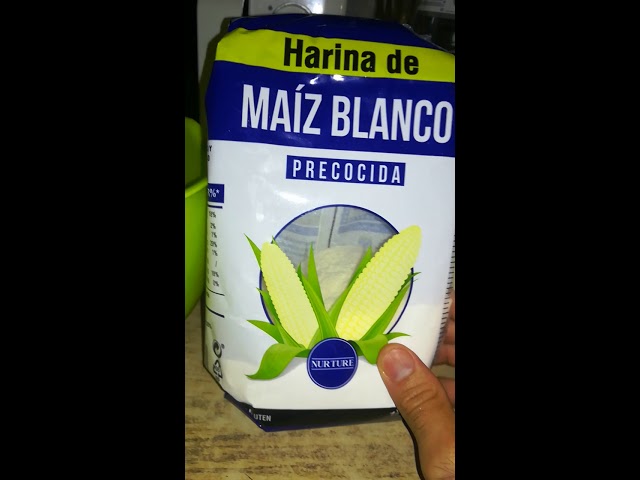 Harina de
MAÍZ BLANCO
PRECOCIDA
NURTURE